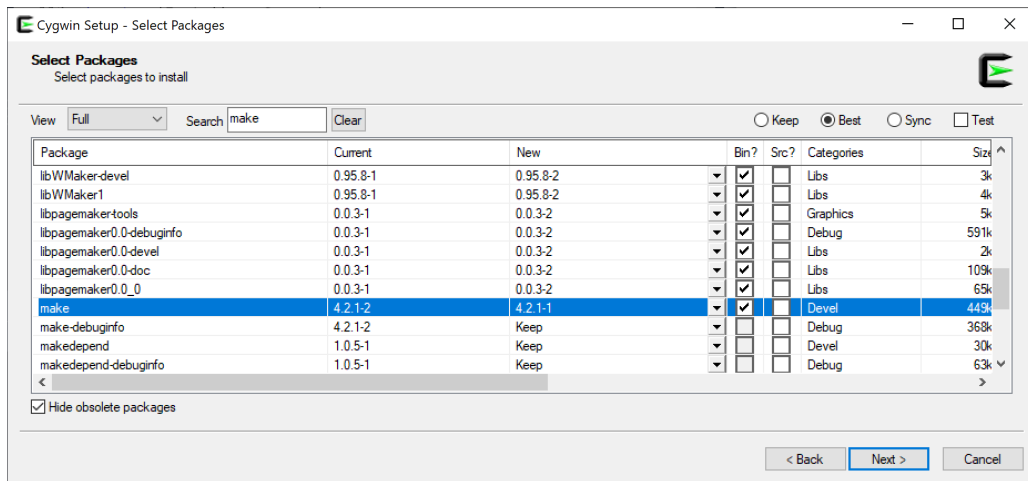 Cygwin Setup - Select Packages
Select Packages
Select packages to install
View Full Search make Clear Keep Best Sync Test
Package Current New Bin? Src? Categories Size
libWMaker-devel 0.95.8-1 0.95.8-2 Libs 3k
libWMaker1 0.95.8-1 0.95.8-2 Libs 4k
libpagemaker-tools 0.0.3-1 0.0.3-2 Graphics 5k
libpagemaker0.0-debuginfo 0.0.3-1 0.0.3-2 Debug 591k
libpagemaker0.0-devel 0.0.3-1 0.0.3-2 Libs 2k
libpagemaker0.0-doc 0.0.3-1 0.0.3-2 Libs 109k
libpagemaker0.0_0 0.0.3-1 0.0.3-2 Libs 65k
make 4.2.1-2 4.2.1-1 Devel 449k
make-debuginfo 4.2.1-2 Keep Debug 368k
makedepend 1.0.5-1 Keep Devel 30k
makedepend-debuginfo 1.0.5-1 Keep Debug 63k
Hide obsolete packages
< Back Next > Cancel